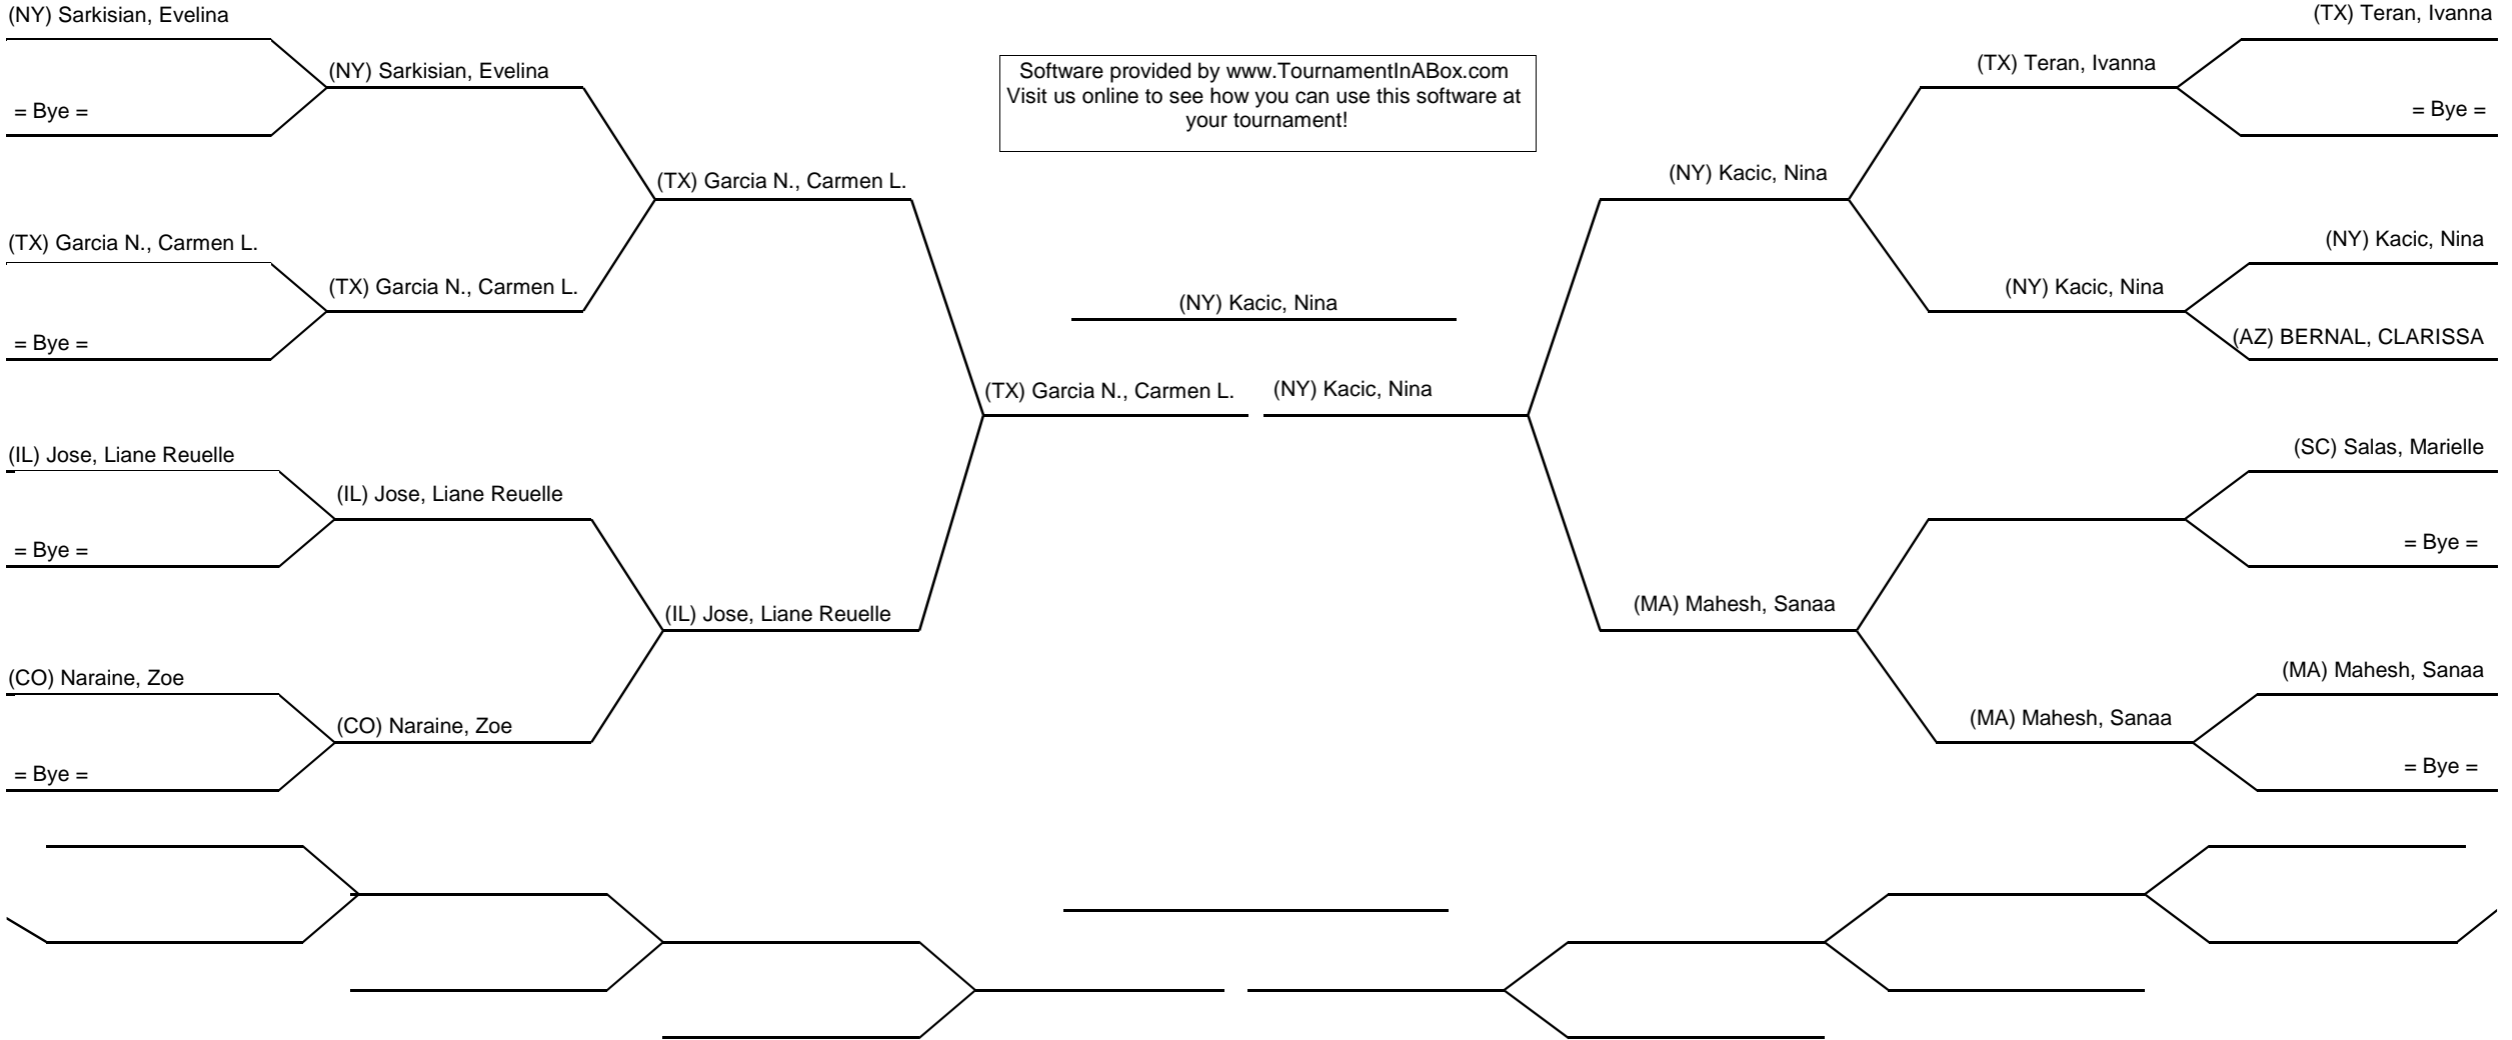 (NY) Sarkisian, Evelina
(TX) Teran, Ivanna
(NY) Sarkisian, Evelina
Software provided by www.TournamentInABox.com
Visit us online to see how you can use this software at
your tournament!
(TX) Teran, Ivanna
= Bye =
= Bye =
(TX) Garcia N., Carmen L.
(NY) Kacic, Nina
(TX) Garcia N., Carmen L.
(NY) Kacic, Nina
(TX) Garcia N., Carmen L.
(NY) Kacic, Nina
(NY) Kacic, Nina
= Bye =
(AZ) BERNAL, CLARISSA
(TX) Garcia N., Carmen L.
(NY) Kacic, Nina
(IL) Jose, Liane Reuelle
(SC) Salas, Marielle
(IL) Jose, Liane Reuelle
= Bye =
= Bye =
(IL) Jose, Liane Reuelle
(MA) Mahesh, Sanaa
(CO) Naraine, Zoe
(MA) Mahesh, Sanaa
(CO) Naraine, Zoe
(MA) Mahesh, Sanaa
= Bye =
= Bye =